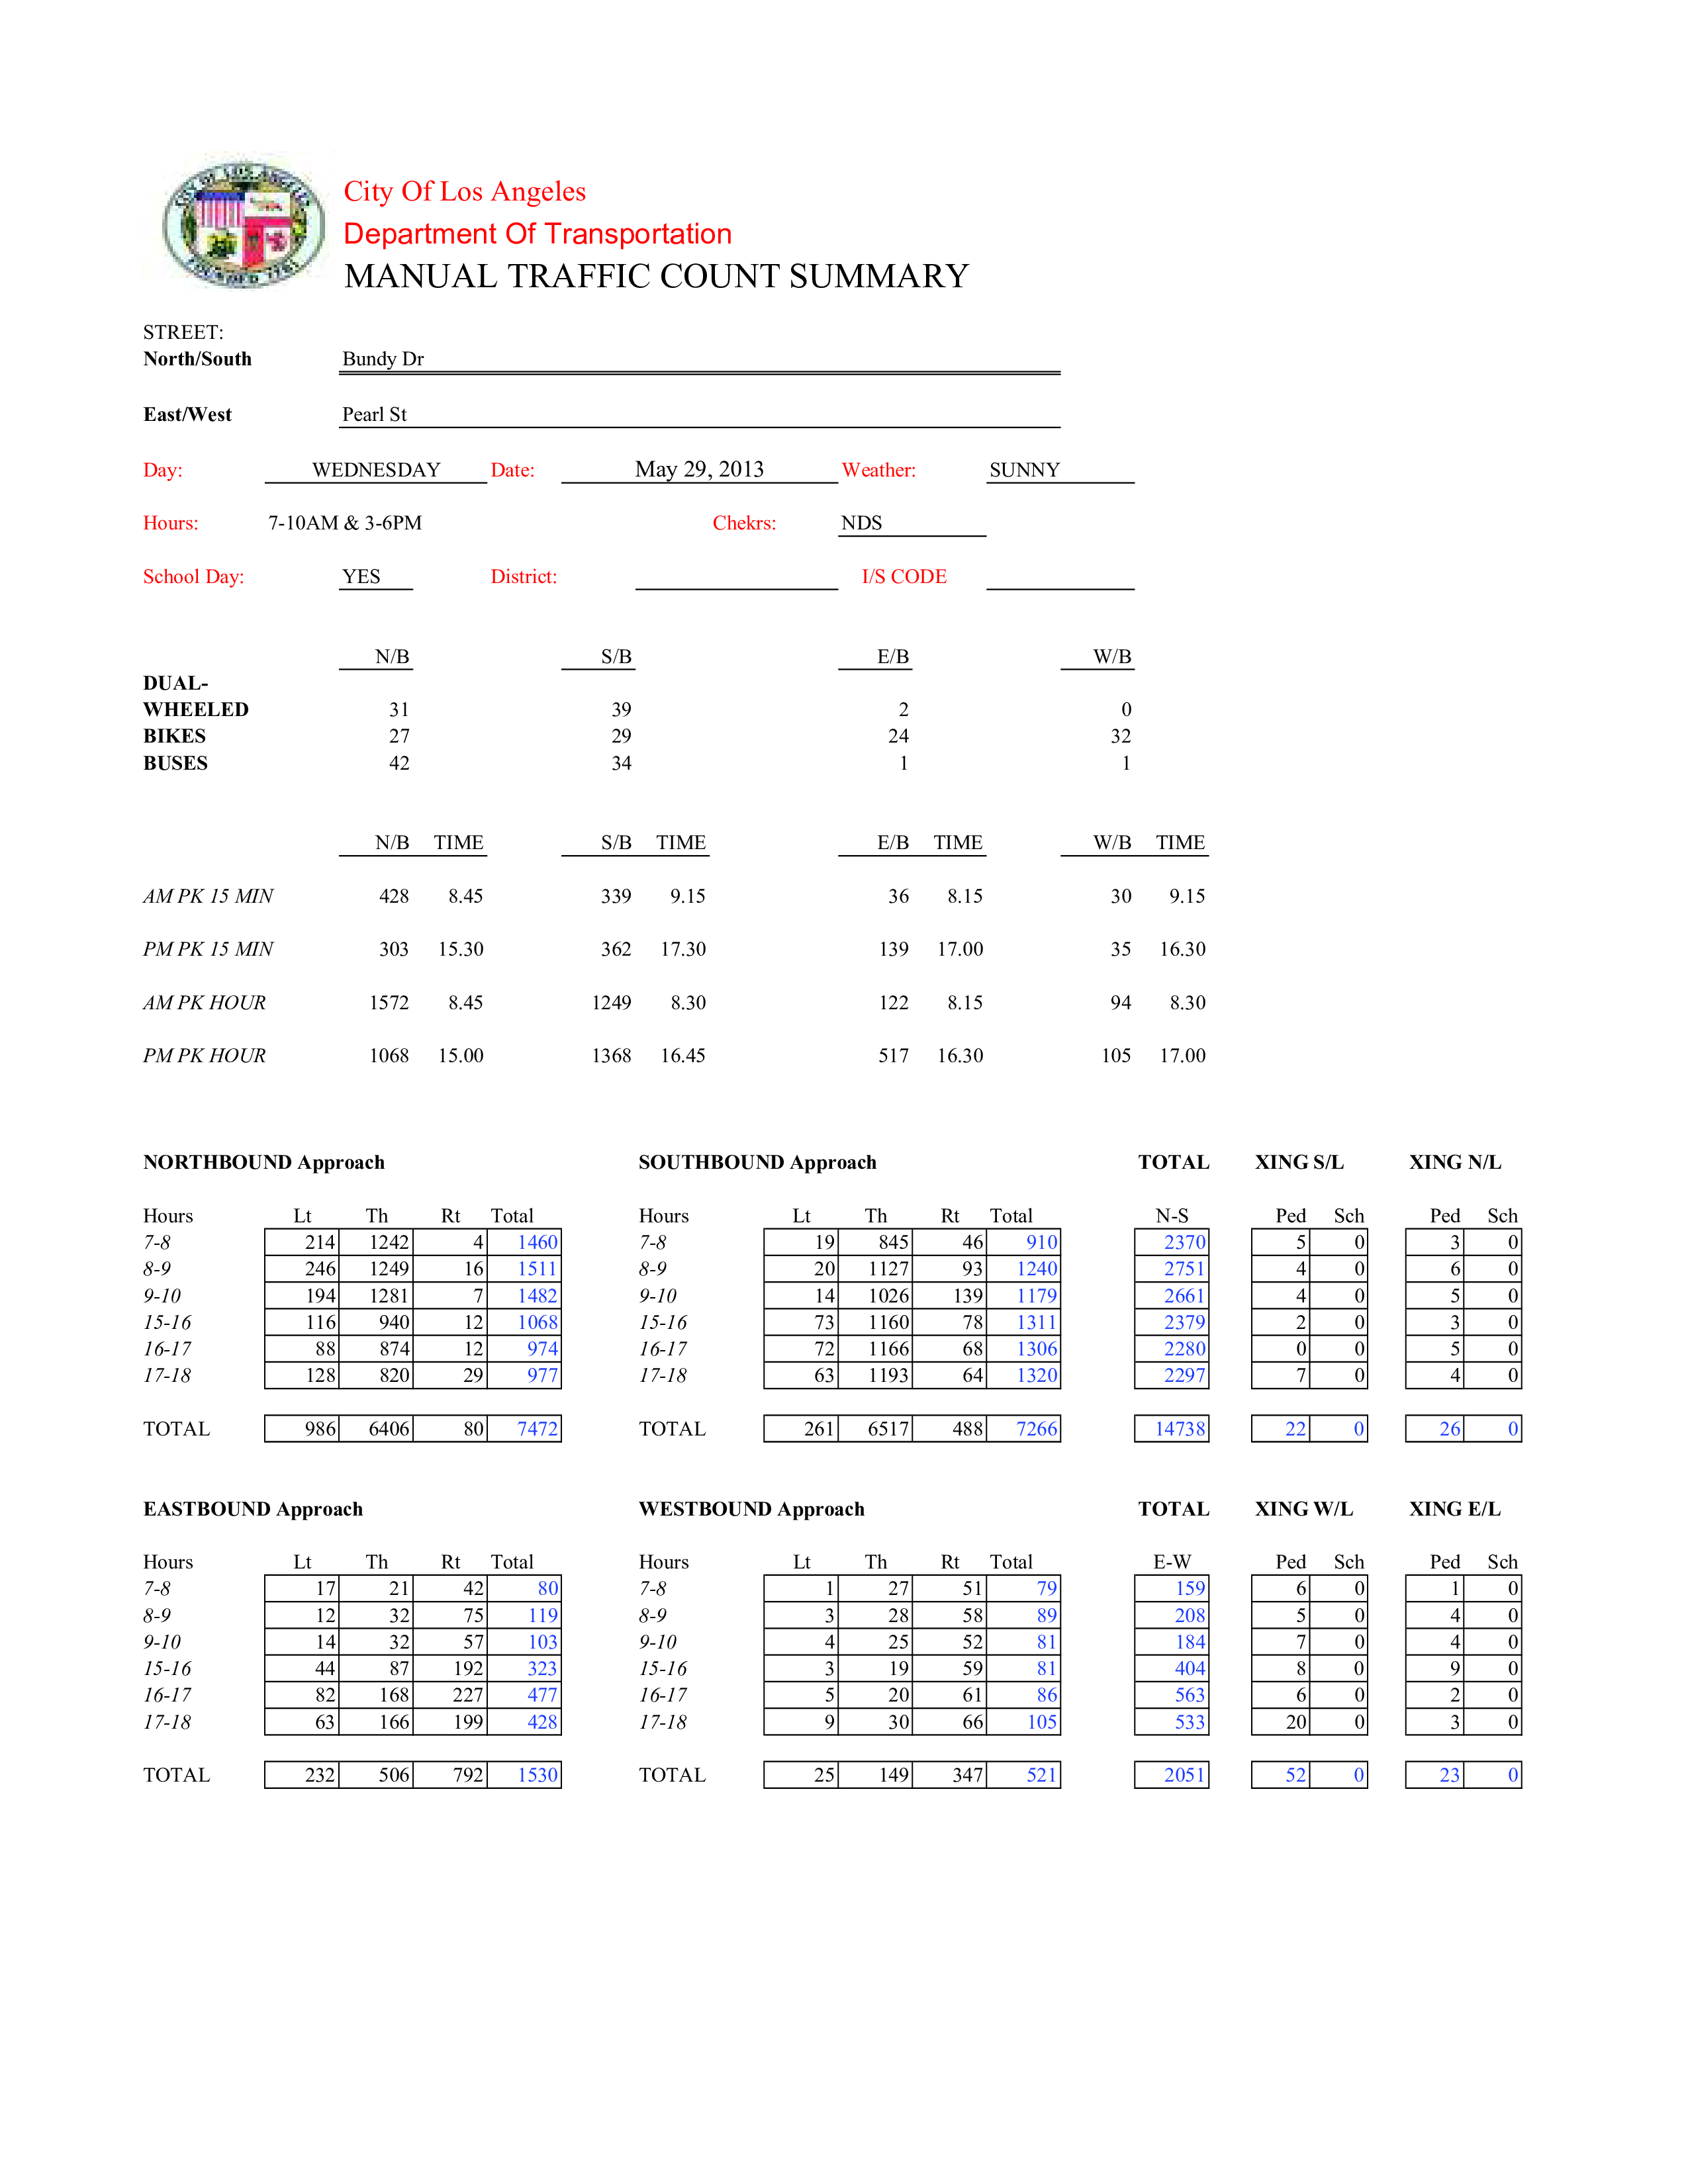 City Of Los Angeles
Department Of Transportation
MANUAL TRAFFIC COUNT SUMMARY
STREET:
North/South Bundy Dr
East/West Pearl St
Day: WEDNESDAY Date: May 29, 2013 Weather: SUNNY
Hours: 7-10AM & 3-6PM Chekrs: NDS
School Day: YES District: I/S CODE
N/B S/B E/B W/B
DUAL-
WHEELED 31 39 2 0
BIKES 27 29 24 32
BUSES 42 34 1 1
N/B TIME S/B TIME E/B TIME W/B TIME
AM PK 15 MIN 428 8.45 339 9.15 36 8.15 30 9.15
PM PK 15 MIN 303 15.30 362 17.30 139 17.00 35 16.30
AM PK HOUR 1572 8.45 1249 8.30 122 8.15 94 8.30
PM PK HOUR 1068 15.00 1368 16.45 517 16.30 105 17.00
NORTHBOUND Approach SOUTHBOUND Approach TOTAL XING S/L XING N/L
Hours Lt Th Rt Total Hours Lt Th Rt Total N-S Ped Sch Ped Sch
7-8 214 1242 4 1460 7-8 19 845 46 910 2370 5 0 3 0
8-9 246 1249 16 1511 8-9 20 1127 93 1240 2751 4 0 6 0
9-10 194 1281 7 1482 9-10 14 1026 139 1179 2661 4 0 5 0
15-16 116 940 12 1068 15-16 73 1160 78 1311 2379 2 0 3 0
16-17 88 874 12 974 16-17 72 1166 68 1306 2280 0 0 5 0
17-18 128 820 29 977 17-18 63 1193 64 1320 2297 7 0 4 0
TOTAL 986 6406 80 7472 TOTAL 261 6517 488 7266 14738 22 0 26 0
EASTBOUND Approach WESTBOUND Approach TOTAL XING W/L XING E/L
Hours Lt Th Rt Total Hours Lt Th Rt Total E-W Ped Sch Ped Sch
7-8 17 21 42 80 7-8 1 27 51 79 159 6 0 1 0
8-9 12 32 75 119 8-9 3 28 58 89 208 5 0 4 0
9-10 14 32 57 103 9-10 4 25 52 81 184 7 0 4 0
15-16 44 87 192 323 15-16 3 19 59 81 404 8 0 9 0
16-17 82 168 227 477 16-17 5 20 61 86 563 6 0 2 0
17-18 63 166 199 428 17-18 9 30 66 105 533 20 0 3 0
TOTAL 232 506 792 1530 TOTAL 25 149 347 521 2051 52 0 23 0